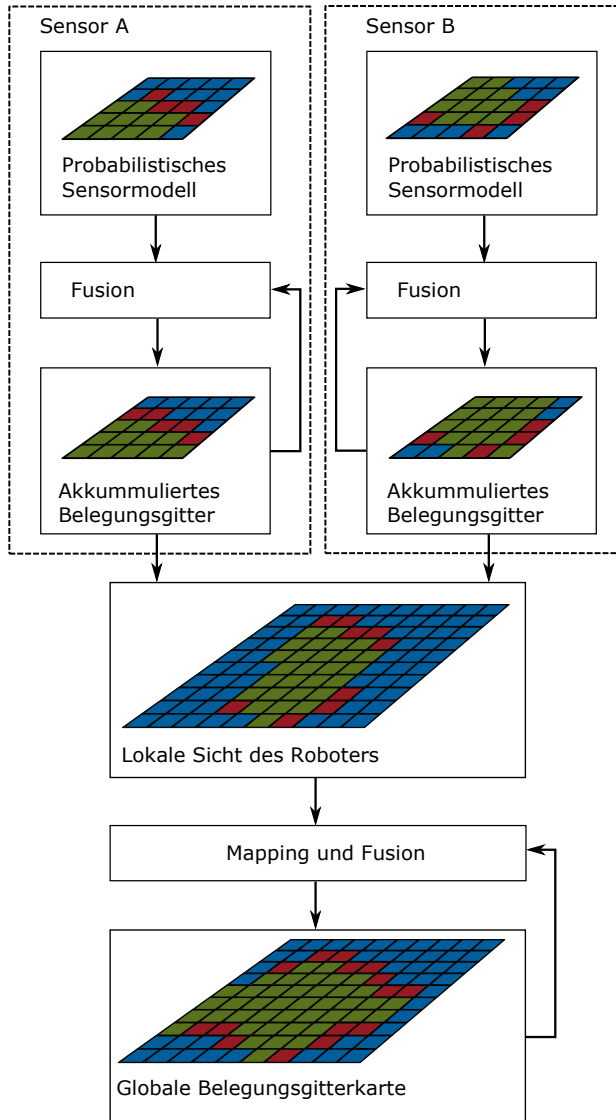 Sensor A
Probabilistisches
Sensormodell
Fusion
Akkummuliertes
Belegungsgitter
Sensor B
Probabilistisches
Sensormodell
Fusion
Akkummuliertes
Belegungsgitter
Lokale Sicht des Roboters
Mapping und Fusion
Globale Belegungsgitterkarte